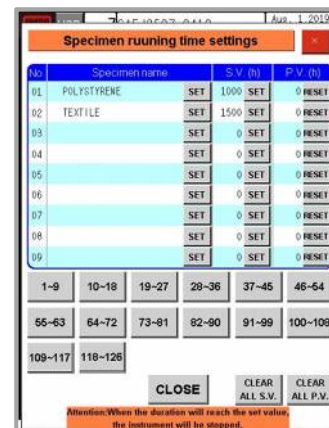 Aug. 1.2019
Specimen ruuning time settings ×
No. Specimen name S.V. (h) P.V. (h)
01 POLYSTYRENE SET 1000 SET 0 RESET
02 TEXTILE SET 1500 SET 0 RESET
03 SET 0 SET 0 RESET
04 SET 0 SET 0 RESET
05 SET 0 SET 0 RESET
06 SET 0 SET 0 RESET
07 SET 0 SET 0 RESET
08 SET 0 SET 0 RESET
09 SET 0 SET 0 RESET
1~9 10~18 19~27 28~36 37~45 46~54
55~63 64~72 73~81 82~90 91~99 100~108
109~117 118~126
CLOSE CLEAR ALL S.V. CLEAR ALL P.V.
Attention:When the duration will reach the set value,
the instrument will be stopped.